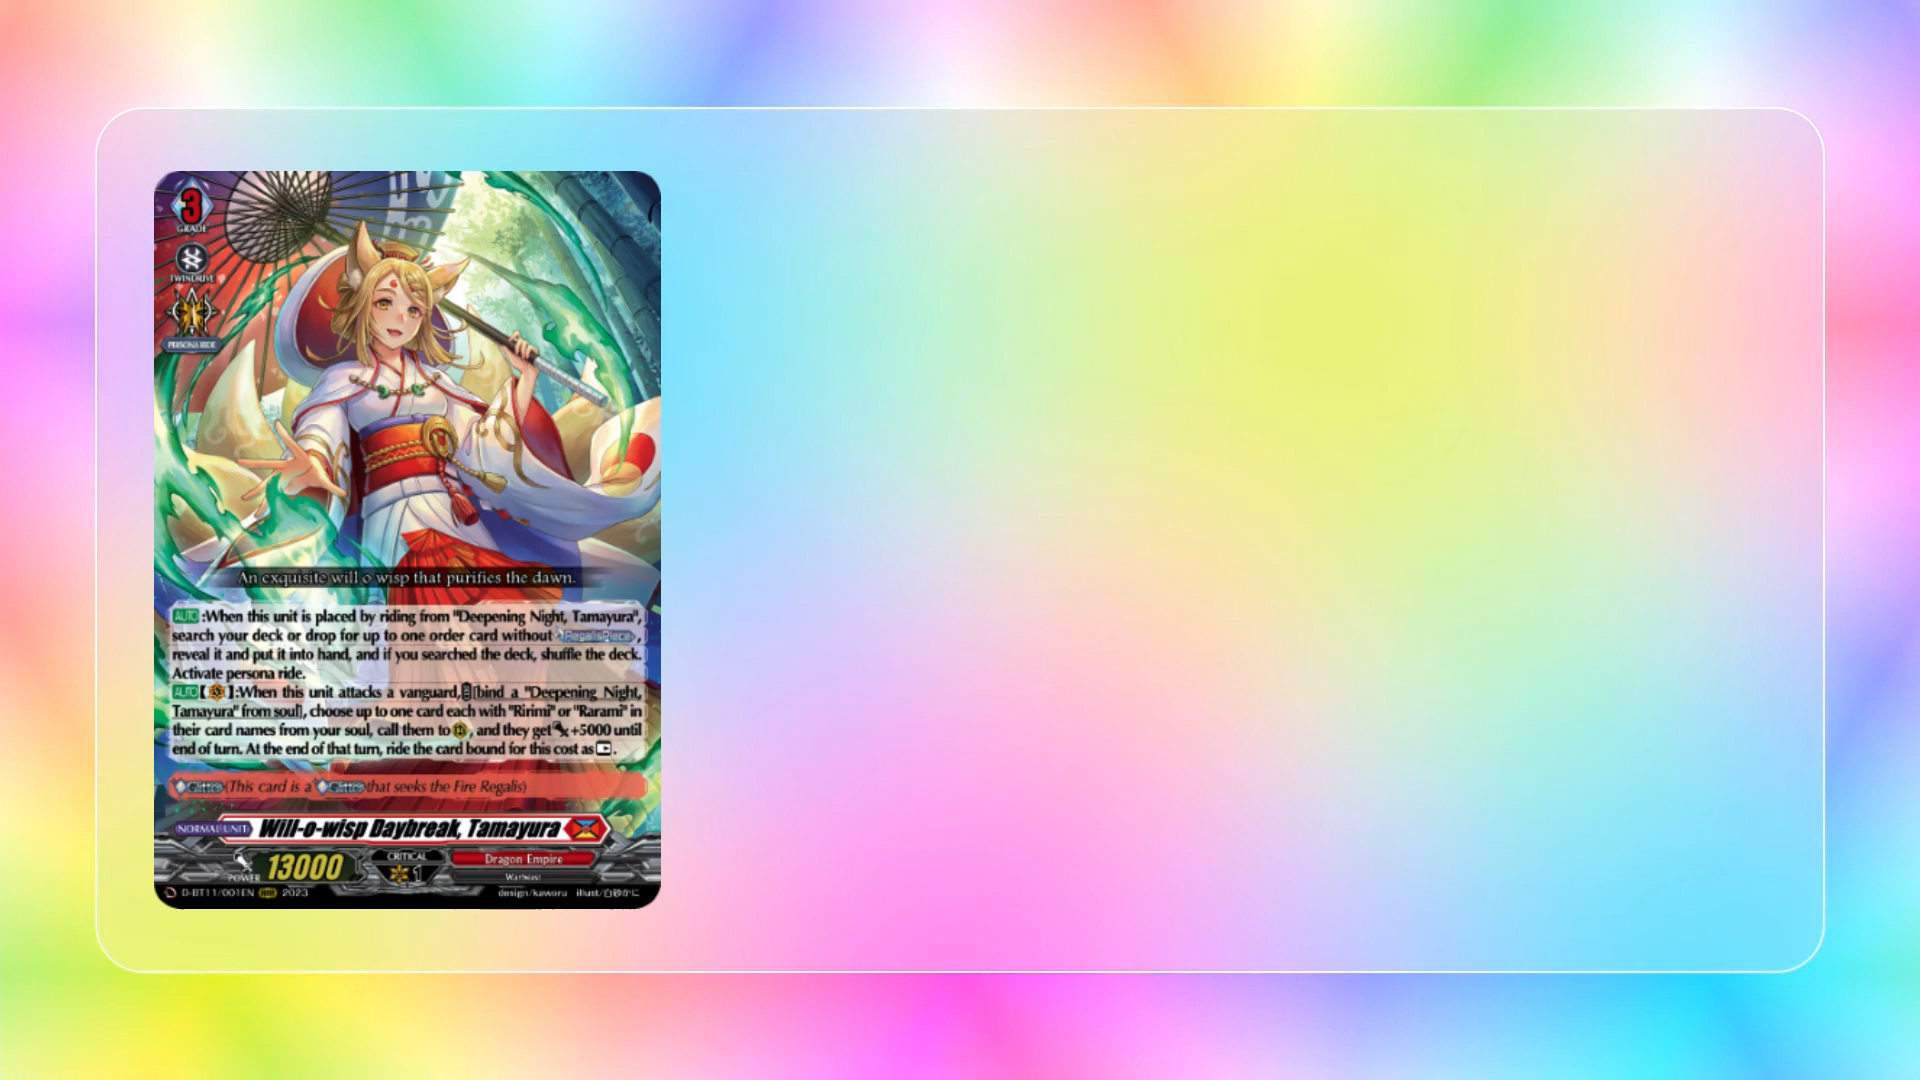 3
GRADE
TWINDRIVE
PERSONA RIDE
An exquisite will o wisp that purifies the dawn.
AUTO :When this unit is placed by riding from "Deepening Night, Tamayura",
search your deck or drop for up to one order card without RegalisPiece ,
reveal it and put it into hand, and if you searched the deck, shuffle the deck.
Activate persona ride.
AUTO【 】:When this unit attacks a vanguard, [bind a "Deepening Night,
Tamayura" from soul], choose up to one card each with "Ririmi" or "Rarami" in
their card names from your soul, call them to , and they get +5000 until
end of turn. At the end of that turn, ride the card bound for this cost as .
Glitter (This card is a Glitter that seeks the Fire Regalis)
NORMAL UNIT Will-o-wisp Daybreak, Tamayura
POWER 13000 CRITICAL 1 Dragon Empire
Warbeast
D-BT11/001EN RRR 2023 design/kaworu illust/白砂かに